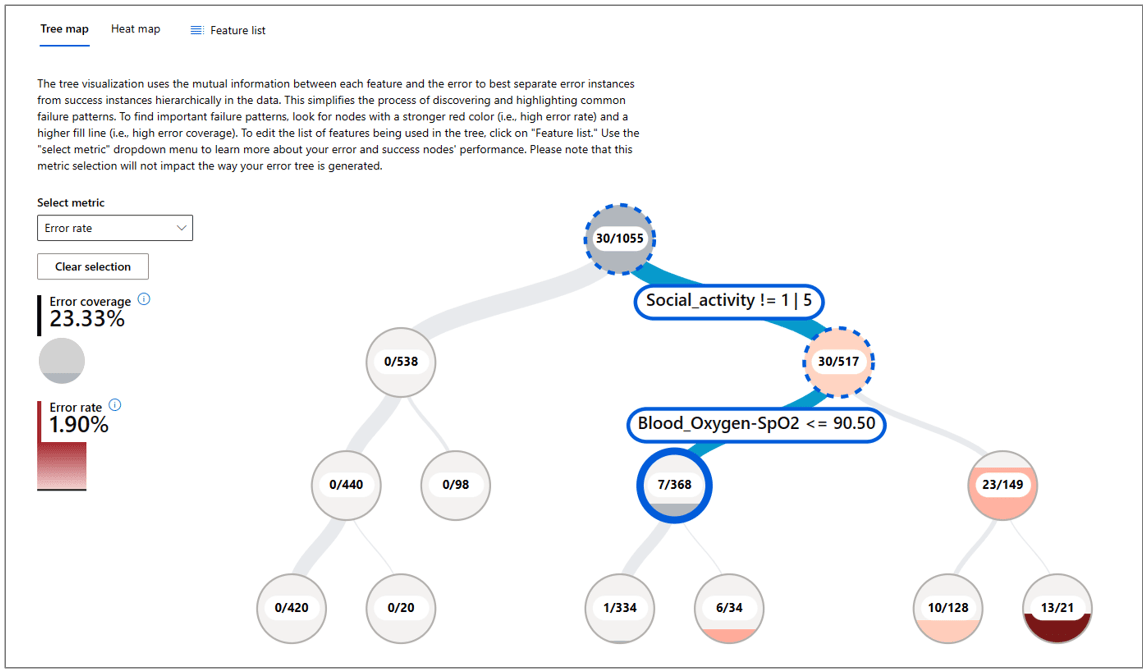 Tree map
Heat map
Feature list
The tree visualization uses the mutual information between each feature and the error to best separate error instances
from success instances hierarchically in the data. This simplifies the process of discovering and highlighting common
failure patterns. To find important failure patterns, look for nodes with a stronger red color (i.e., high error rate) and a
higher fill line (i.e., high error coverage). To edit the list of features being used in the tree, click on "Feature list." Use the
"select metric" dropdown menu to learn more about your error and success nodes' performance. Please note that this
metric selection will not impact the way your error tree is generated.
Select metric
Error rate
Clear selection
Error coverage
23.33%
Error rate
1.90%
30/1055
Social_activity != 1 | 5
0/538
30/517
Blood_Oxygen-SpO2 <= 90.50
0/440
0/98
7/368
23/149
0/420
0/20
1/334
6/34
10/128
13/21